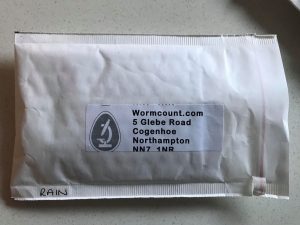 Wormcount.com
5 Glebe Road
Cogenhoe
Northampton
NN7 1NR
RAIN